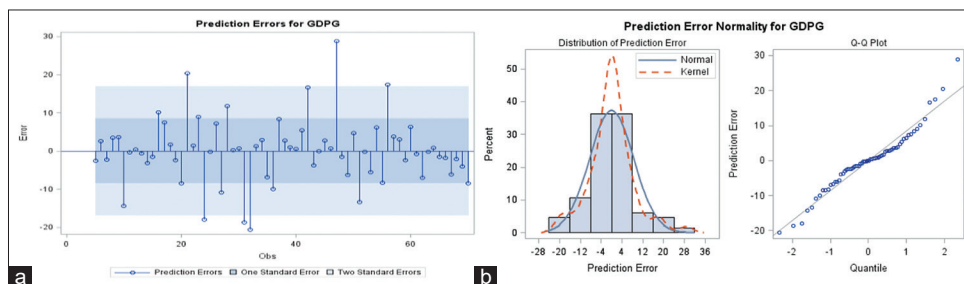 Prediction Errors for GDPG
30
20
10
0
-10
-20
Error
0
20
40
60
Obs
Prediction Errors
One Standard Error
Two Standard Errors
a
Prediction Error Normality for GDPG
Distribution of Prediction Error
Normal
Kernel
50
40
30
20
10
0
Percent
-28 -20 -12 -4 4 12 20 28 36
Prediction Error
b
Q-Q Plot
30
20
10
0
-10
-20
Prediction Error
-2 -1 0 1 2
Quantile